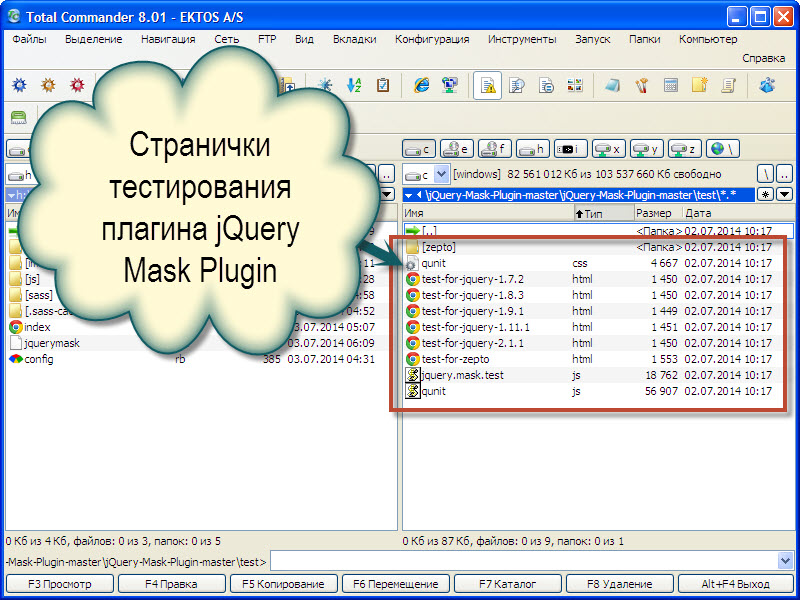 Total Commander 8.01 - EKTOS A/S
Файлы Выделение Навигация Сеть FTP Вид Вкладки Конфигурация Инструменты Запуск Папки Компьютер
Справка
Странички
тестирования
плагина jQuery
Mask Plugin
c e f h i x y z \
c [windows] 82 561 012 Кб из 103 537 660 Кб свободно \ ..
\jQuery-Mask-Plugin-master\jQuery-Mask-Plugin-master\test\*.*
Имя Тип Размер Дата
[..] <Папка> 02.07.2014 10:17
[zepto] <Папка> 02.07.2014 10:17
qunit css 4 667 02.07.2014 10:17
test-for-jquery-1.7.2 html 1 450 02.07.2014 10:17
test-for-jquery-1.8.3 html 1 450 02.07.2014 10:17
test-for-jquery-1.9.1 html 1 449 02.07.2014 10:17
test-for-jquery-1.11.1 html 1 451 02.07.2014 10:17
test-for-jquery-2.1.1 html 1 450 02.07.2014 10:17
test-for-zepto html 1 553 02.07.2014 10:17
jquery.mask.test js 18 762 02.07.2014 10:17
qunit js 56 907 02.07.2014 10:17
[js]
[sass]
index 03.07.2014 05:07
jquerymask 03.07.2014 06:09
config rb 385 03.07.2014 04:31
0 Кб из 4 Кб, файлов: 0 из 3, папок: 0 из 5
0 Кб из 87 Кб, файлов: 0 из 9, папок: 0 из 1
-Mask-Plugin-master\jQuery-Mask-Plugin-master\test>
F3 Просмотр F4 Правка F5 Копирование F6 Перемещение F7 Каталог F8 Удаление Alt+F4 Выход